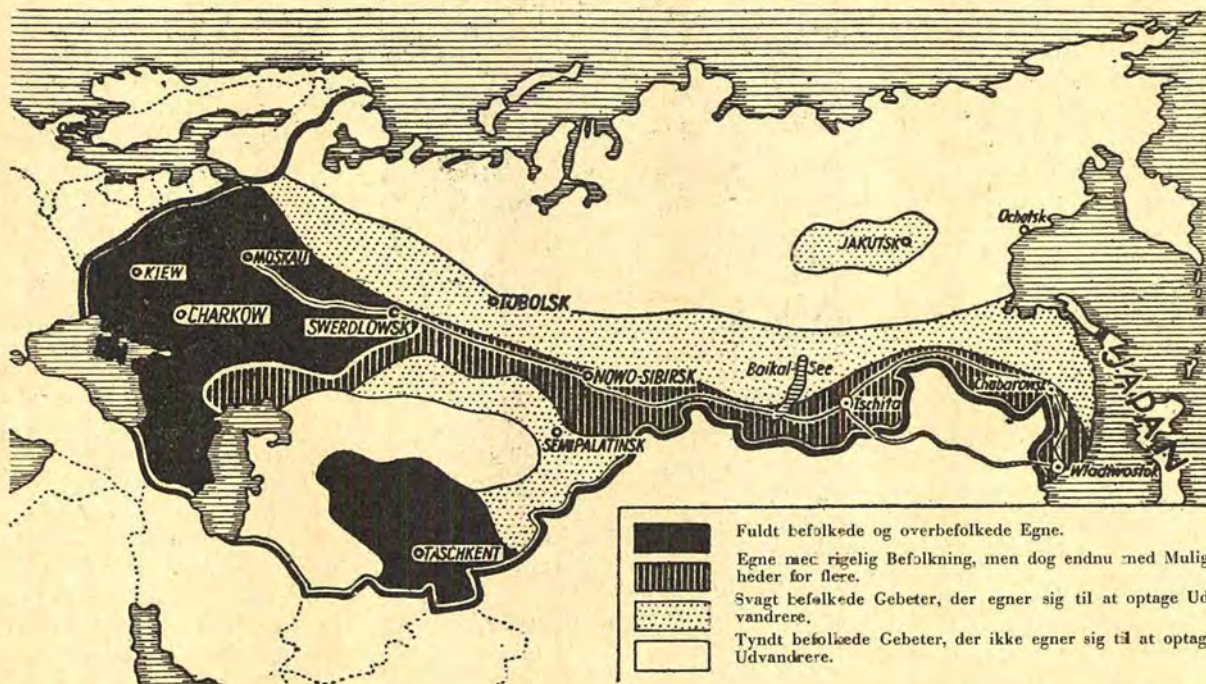 JAKUTSK
Ochotsk
MOSKAU
KIEW
TOBOLSK
CHARKOW
SWERDLOWSK
NOWO-SIBIRSK
Baikal-See
Chabarowsk
Tschita
JAPAN
SEMIPALATINSK
Wladiwostok
TASCHKENT
Fuldt befolkede og overbefolkede Egne.
Egne med rigelig Befolkning, men dog endnu med Mulig
heder for flere.
Svagt befolkede Gebeter, der egner sig til at optage Ud
vandrere.
Tyndt befolkede Gebeter, der ikke egner sig til at optag
Udvandrere.